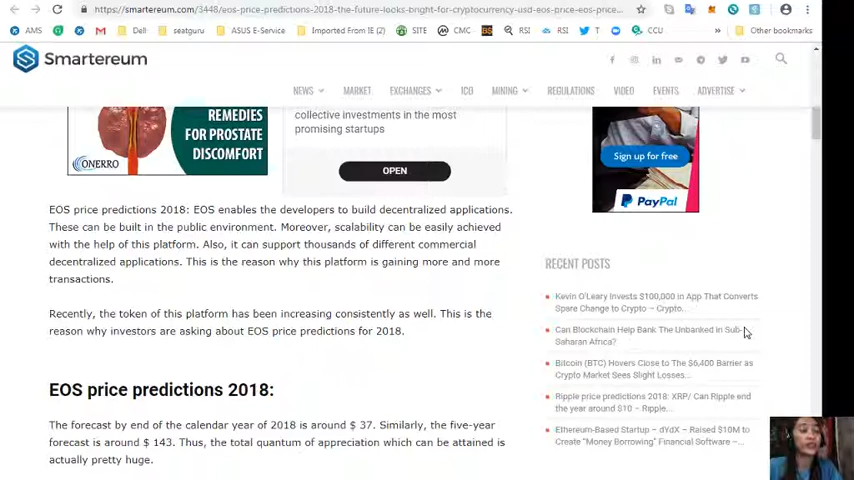 https://smartereum.com/3448/eos-price-predictions-2018-the-future-looks-bright-for-cryptocurrency-usd-eos-price-eos-price...
AMS
Dell
seatguru
ASUS E-Service
Imported From IE (2)
SITE
CMC
RSI
RSI
T
CCU
»
Other bookmarks
Smartereum
NEWS
MARKET
EXCHANGES
ICO
MINING
REGULATIONS
VIDEO
EVENTS
ADVERTISE
REMEDIES
FOR PROSTATE
DISCOMFORT
ONERRO
collective investments in the most
promising startups
OPEN
Sign up for free
PayPal
EOS price predictions 2018: EOS enables the developers to build decentralized applications.
These can be built in the public environment. Moreover, scalability can be easily achieved
with the help of this platform. Also, it can support thousands of different commercial
decentralized applications. This is the reason why this platform is gaining more and more
transactions.
Recently, the token of this platform has been increasing consistently as well. This is the
reason why investors are asking about EOS price predictions for 2018.
EOS price predictions 2018:
The forecast by end of the calendar year of 2018 is around $ 37. Similarly, the five-year
forecast is around $ 143. Thus, the total quantum of appreciation which can be attained is
actually pretty huge.
RECENT POSTS
Kevin O'Leary Invests $100,000 in App That Converts
Spare Change to Crypto – Crypto...
Can Blockchain Help Bank The Unbanked in Sub-
Saharan Africa?
Bitcoin (BTC) Hovers Close to The $6,400 Barrier as
Crypto Market Sees Slight Losses...
Ripple price predictions 2018: XRP/ Can Ripple end
the year around $10 – Ripple...
Ethereum-Based Startup – dYdX – Raised $10M to
Create "Money Borrowing" Financial Software –...